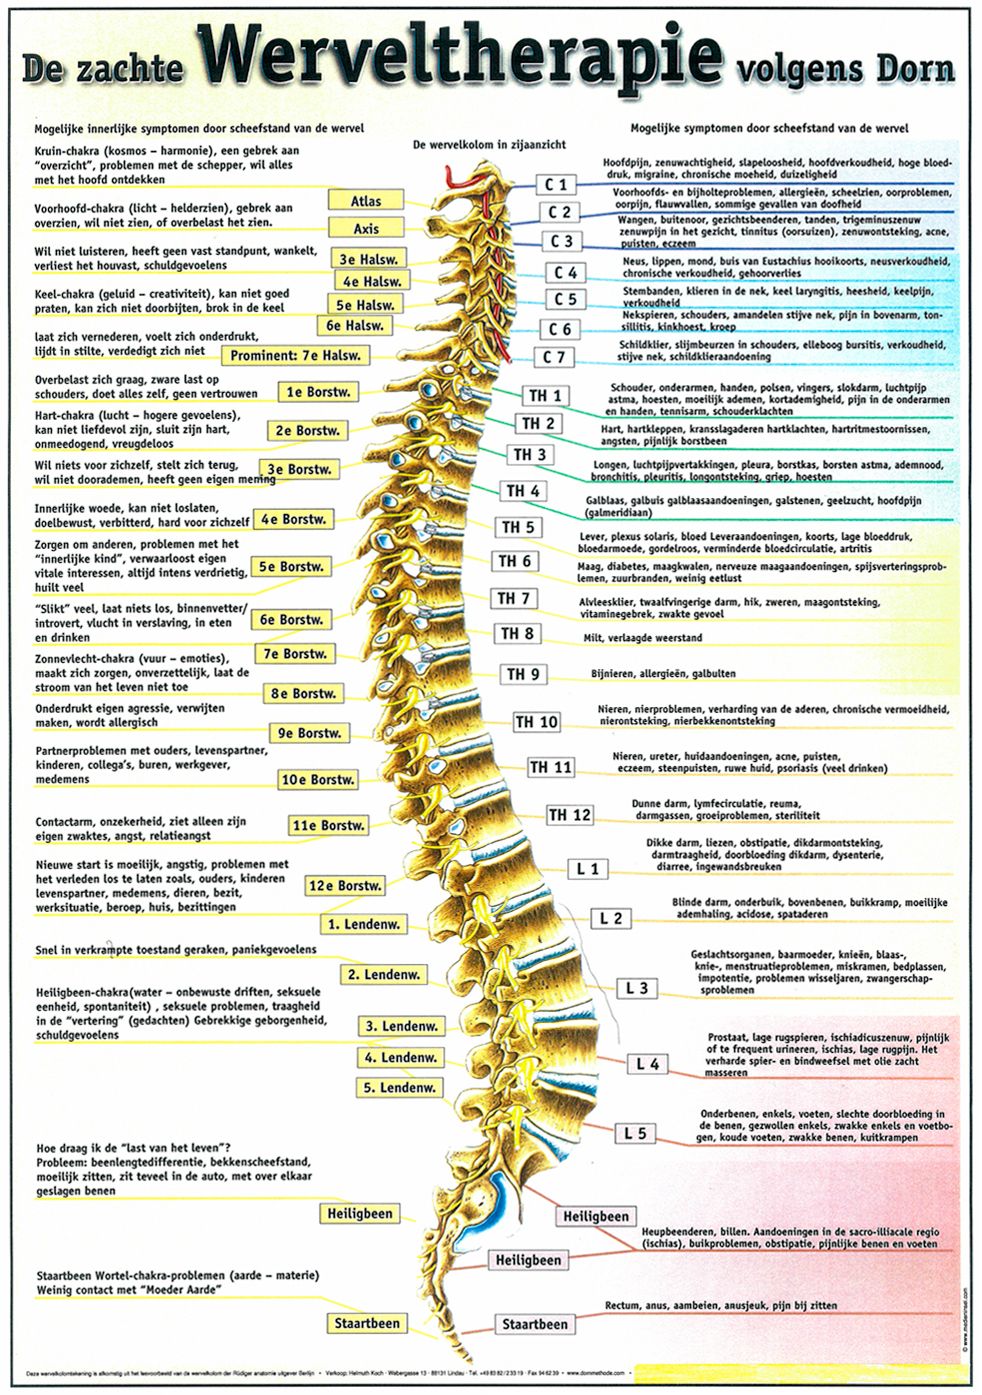 De zachte Werveltherapie volgens Dorn
Mogelijke innerlijke symptomen door scheefstand van de wervel
De wervelkolom in zijaanzicht
Mogelijke symptomen door scheefstand van de wervel
Kruin-chakra (kosmos – harmonie), een gebrek aan
"overzicht", problemen met de schepper, wil alles
met het hoofd ontdekken
Voorhoofd-chakra (licht – helderzien), gebrek aan
overzien, wil niet zien, of overbelast het zien.
Wil niet luisteren, heeft geen vast standpunt, wankelt,
verliest het houvast, schuldgevoelens
Keel-chakra (geluid – creativiteit), kan niet goed
praten, kan zich niet doorbijten, brok in de keel
laat zich vernederen, voelt zich onderdrukt,
lijdt in stilte, verdedigt zich niet
Overbelast zich graag, zware last op
schouders, doet alles zelf, geen vertrouwen
Hart-chakra (lucht – hogere gevoelens),
kan niet liefdevol zijn, sluit zijn hart,
onmeedogend, vreugdeloos
Wil niets voor zichzelf, stelt zich terug,
wil niet doorademen, heeft geen eigen mening
Innerlijke woede, kan niet loslaten,
doelbewust, verbitterd, hard voor zichzelf
Zorgen om anderen, problemen met het
"innerlijke kind", verwaarloost eigen
vitale interessen, altijd intens verdrietig,
huilt veel
"Slikt" veel, laat niets los, binnenvetter/
introvert, vlucht in verslaving, in eten
en drinken
Zonnevlecht-chakra (vuur – emoties),
maakt zich zorgen, onverzettelijk, laat de
stroom van het leven niet toe
Onderdrukt eigen agressie, verwijten
maken, wordt allergisch
Partnerproblemen met ouders, levenspartner,
kinderen, collega's, buren, werkgever,
medemens
Contactarm, onzekerheid, ziet alleen zijn
eigen zwaktes, angst, relatieangst
Nieuwe start is moeilijk, angstig, problemen met
het verleden los te laten zoals, ouders, kinderen
levenspartner, medemens, dieren, bezit,
werksituatie, beroep, huis, bezittingen
Snel in verkrampte toestand geraken, paniekgevoelens
Heiligbeen-chakra(water – onbewuste driften, seksuele
eenheid, spontaniteit) , seksuele problemen, traagheid
in de "vertering" (gedachten) Gebrekkige geborgenheid,
schuldgevoelens
Hoe draag ik de "last van het leven"?
Probleem: beenlengtedifferentie, bekkenscheefstand,
moeilijk zitten, zit teveel in de auto, met over elkaar
geslagen benen
Staartbeen Wortel-chakra-problemen (aarde – materie)
Weinig contact met "Moeder Aarde"
Atlas
Axis
3e Halsw.
4e Halsw.
5e Halsw.
6e Halsw.
Prominent: 7e Halsw.
1e Borstw.
2e Borstw.
3e Borstw.
4e Borstw.
5e Borstw.
6e Borstw.
7e Borstw.
8e Borstw.
9e Borstw.
10e Borstw.
11e Borstw.
12e Borstw.
1. Lendenw.
2. Lendenw.
3. Lendenw.
4. Lendenw.
5. Lendenw.
Heiligbeen
Staartbeen
C 1
C 2
C 3
C 4
C 5
C 6
C 7
TH 1
TH 2
TH 3
TH 4
TH 5
TH 6
TH 7
TH 8
TH 9
TH 10
TH 11
TH 12
L 1
L 2
L 3
L 4
L 5
Heiligbeen
Heiligbeen
Staartbeen
Hoofdpijn, zenuwachtigheid, slapeloosheid, hoofdverkoudheid, hoge bloed-
druk, migraine, chronische moeheid, duizeligheid
Voorhoofds- en bijholteproblemen, allergieën, scheelzien, oorproblemen,
oorpijn, flauwvallen, sommige gevallen van doofheid
Wangen, buitenoor, gezichtsbeenderen, tanden, trigeminuszenuw
zenuwpijn in het gezicht, tinnitus (oorsuizen), zenuwontsteking, acne,
puisten, eczeem
Neus, lippen, mond, buis van Eustachius hooikoorts, neusverkoudheid,
chronische verkoudheid, gehoorverlies
Stembanden, klieren in de nek, keel laryngitis, heesheid, keelpijn,
verkoudheid
Nekspieren, schouders, amandelen stijve nek, pijn in bovenarm, ton-
sillitis, kinkhoest, kroep
Schildklier, slijmbeurzen in schouders, elleboog bursitis, verkoudheid,
stijve nek, schildklieraandoening
Schouder, onderarmen, handen, polsen, vingers, slokdarm, luchtpijp
astma, hoesten, moeilijk ademen, kortademigheid, pijn in de onderarmen
en handen, tennisarm, schouderklachten
Hart, hartkleppen, kransslagaderen hartklachten, hartritmestoornissen,
angsten, pijnlijk borstbeen
Longen, luchtpijpvertakkingen, pleura, borstkas, borsten astma, ademnood,
bronchitis, pleuritis, longontsteking, griep, hoesten
Galblaas, galbuis galblaasaandoeningen, galstenen, geelzucht, hoofdpijn
(galmeridiaan)
Lever, plexus solaris, bloed Leveraandoeningen, koorts, lage bloeddruk,
bloedarmoede, gordelroos, verminderde bloedcirculatie, artritis
Maag, diabetes, maagkwalen, nerveuze maagaandoeningen, spijsverteringsprob-
lemen, zuurbranden, weinig eetlust
Alvleesklier, twaalfvingerige darm, hik, zweren, maagontsteking,
vitaminegebrek, zwakte gevoel
Milt, verlaagde weerstand
Bijnieren, allergieën, galbulten
Nieren, nierproblemen, verharding van de aderen, chronische vermoeidheid,
nierontsteking, nierbekkenontsteking
Nieren, ureter, huidaandoeningen, acne, puisten,
eczeem, steenpuisten, ruwe huid, psoriasis (veel drinken)
Dunne darm, lymfecirculatie, reuma,
darmgassen, groeiproblemen, steriliteit
Dikke darm, liezen, obstipatie, dikdarmontsteking,
darmtraagheid, doorbloeding dikdarm, dysenterie,
diarree, ingewandsbreuken
Blinde darm, onderbuik, bovenbenen, buikkramp, moeilijke
ademhaling, acidose, spataderen
Geslachtsorganen, baarmoeder, knieën, blaas-,
knie-, menstruatieproblemen, miskramen, bedplassen,
impotentie, problemen wisseljaren, zwangerschap-
sproblemen
Prostaat, lage rugspieren, ischiadicuszenuw, pijnlijk
of te frequent urineren, ischias, lage rugpijn. Het
verharde spier- en bindweefsel met olie zacht
masseren
Onderbenen, enkels, voeten, slechte doorbloeding in
de benen, gezwollen enkels, zwakke enkels en voetbo-
gen, koude voeten, zwakke benen, kuitkrampen
Heupbeenderen, billen. Aandoeningen in de sacro-illiacale regio
(ischias), buikproblemen, obstipatie, pijnlijke benen en voeten
Rectum, anus, aambeien, anusjeuk, pijn bij zitten
© www.medieninsel.com
Deze wervelkolomtekening is afkomstig uit het leervoorbeeld van de wervelkolom der Rüdiger anatomie uitgever Berlijn • Verkoop: Helmuth Koch · Webergasse 13 · 88131 Lindau · Tel. +49 83 82 / 2 33 19 · Fax 94 62 39 • www.dornmethode.com •